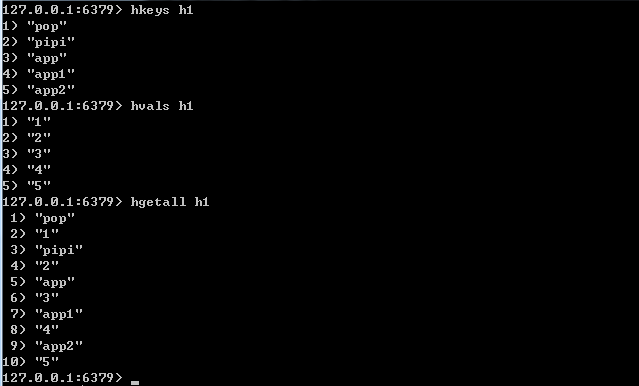 127.0.0.1:6379> hkeys h1
1) "pop"
2) "pipi"
3) "app"
4) "app1"
5) "app2"
127.0.0.1:6379> hvals h1
1) "1"
2) "2"
3) "3"
4) "4"
5) "5"
127.0.0.1:6379> hgetall h1
1) "pop"
2) "1"
3) "pipi"
4) "2"
5) "app"
6) "3"
7) "app1"
8) "4"
9) "app2"
10) "5"
127.0.0.1:6379>